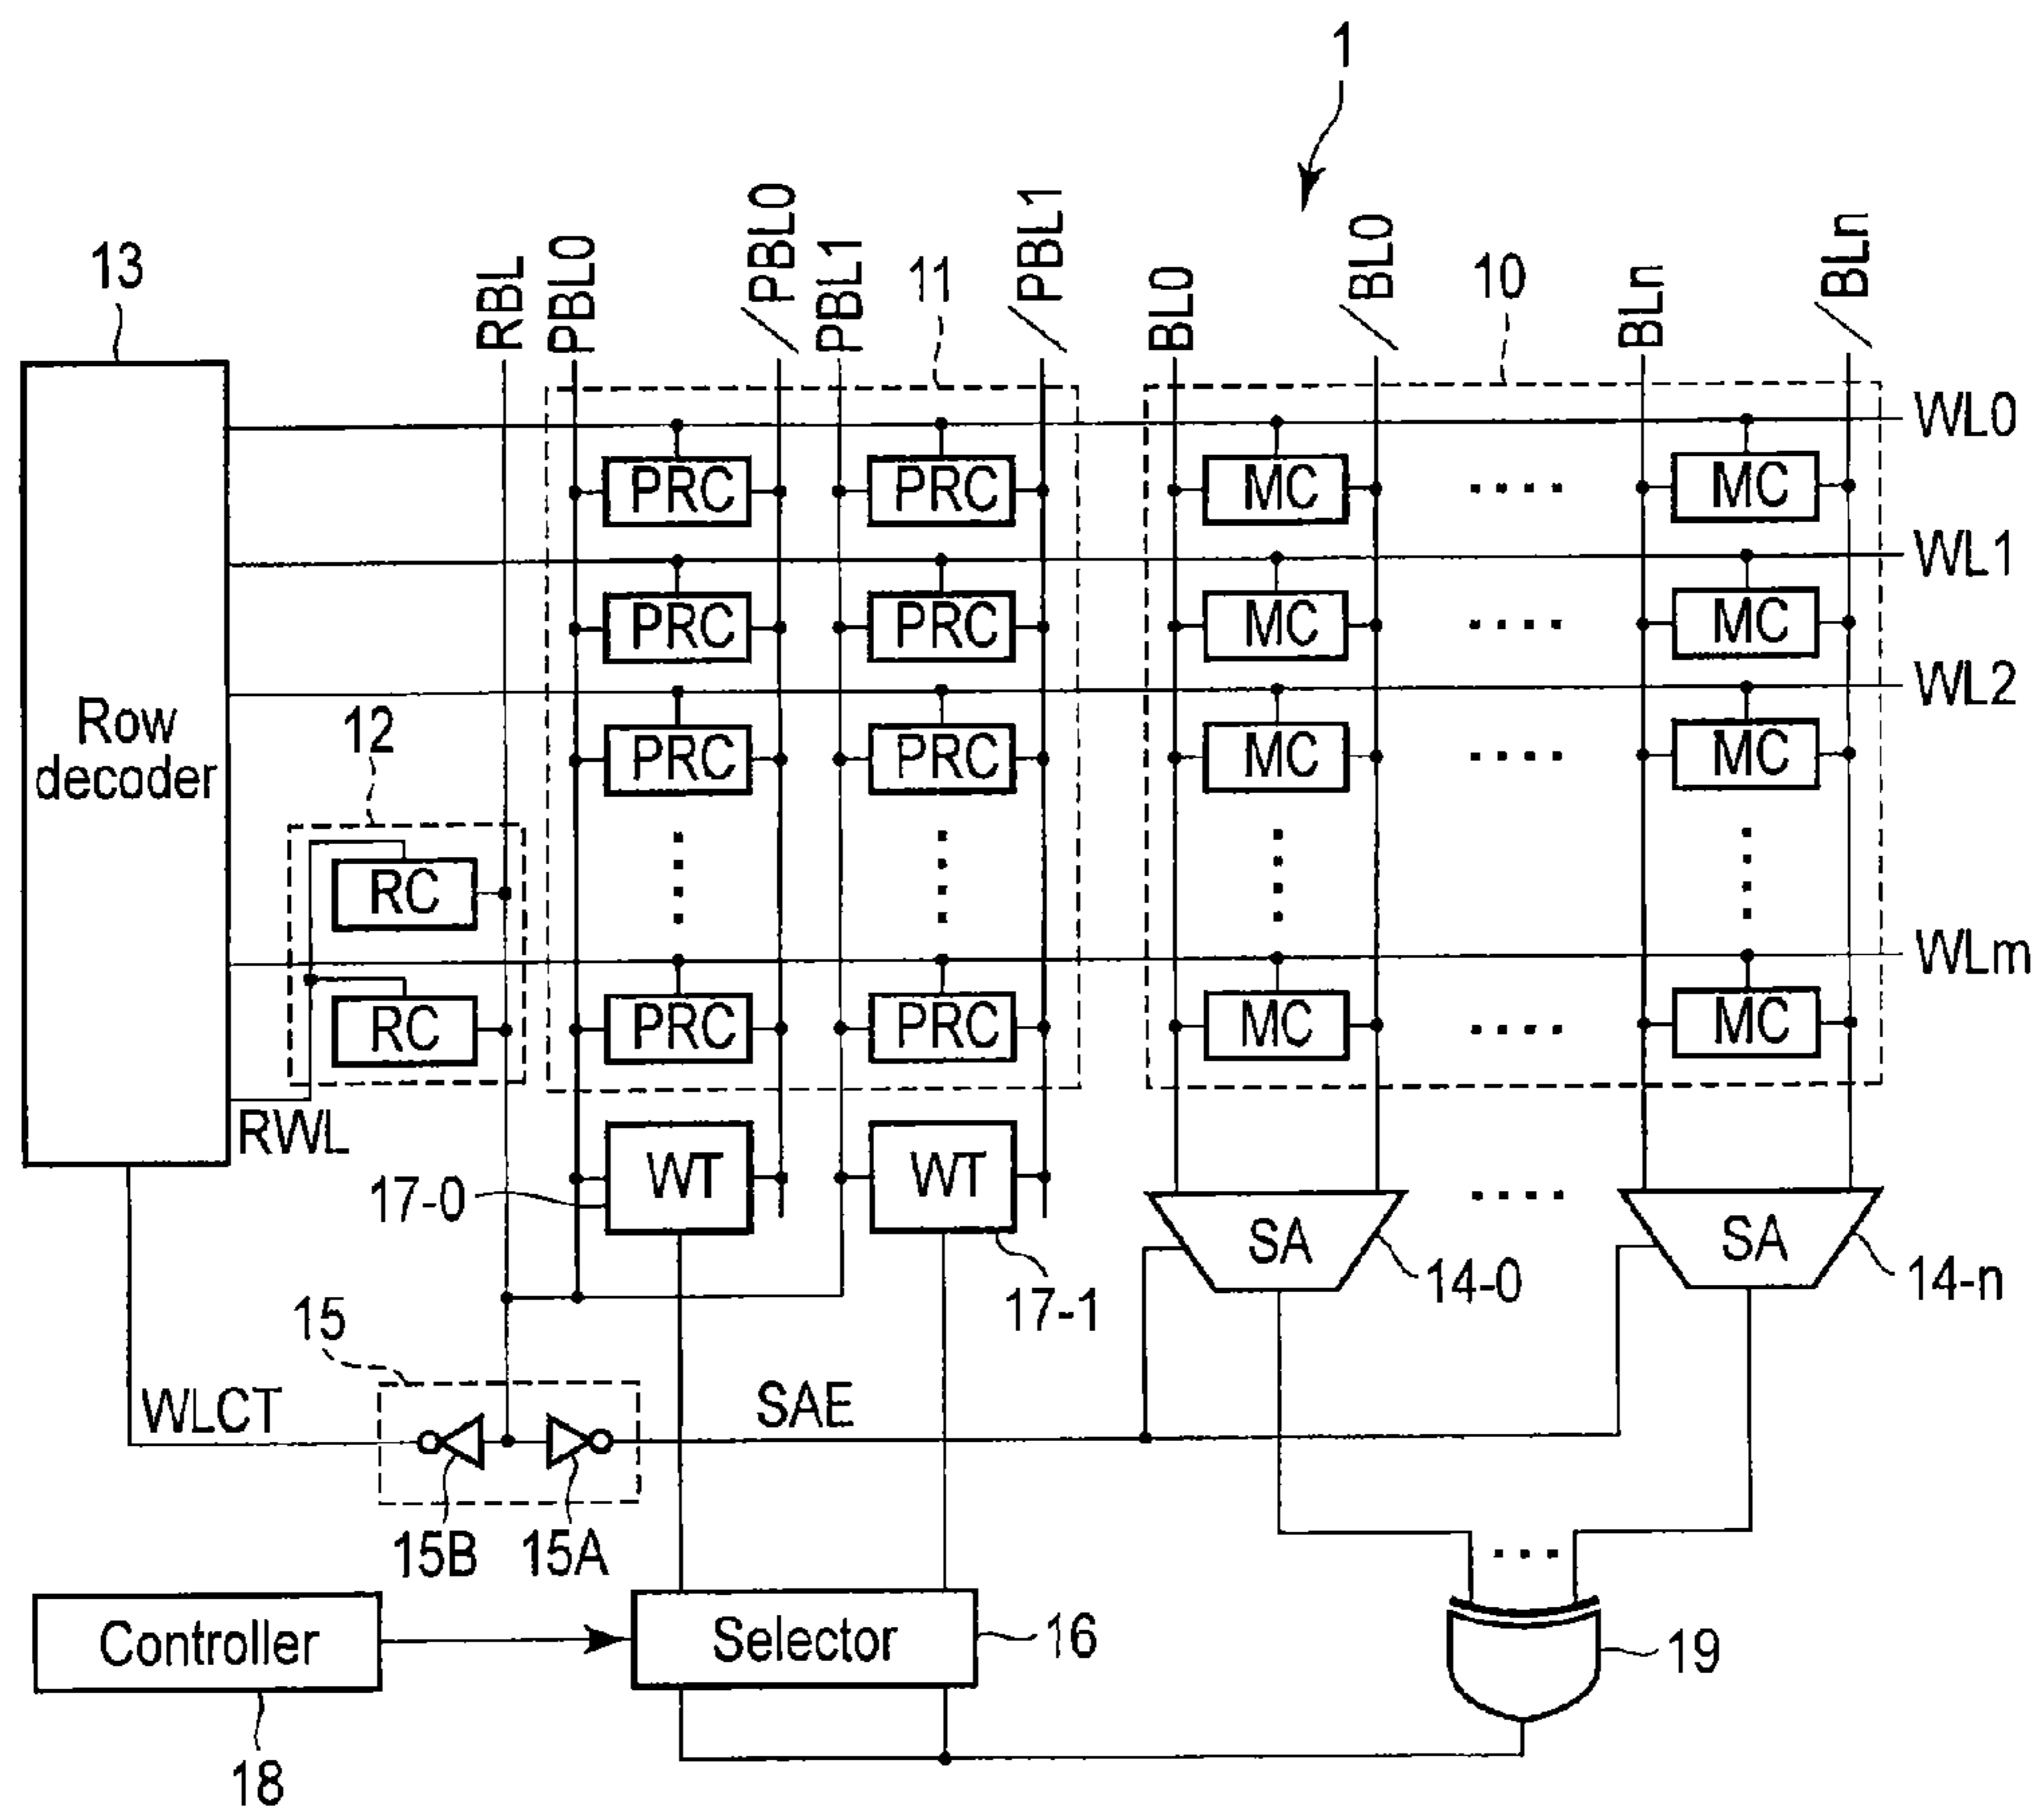 1
13
RBL
PBL0
/PBL0
PBL1
11
/PBL1
BL0
/BL0
10
BLn
/BLn
WL0
PRC
PRC
MC
....
MC
WL1
PRC
PRC
MC
....
MC
WL2
Row
decoder
12
PRC
PRC
MC
....
MC
RC
WLm
RC
PRC
PRC
MC
....
MC
RWL
17-0
WT
WT
17-1
SA
14-0
....
SA
14-n
15
WLCT
SAE
15B
15A
...
Controller
18
Selector
16
19